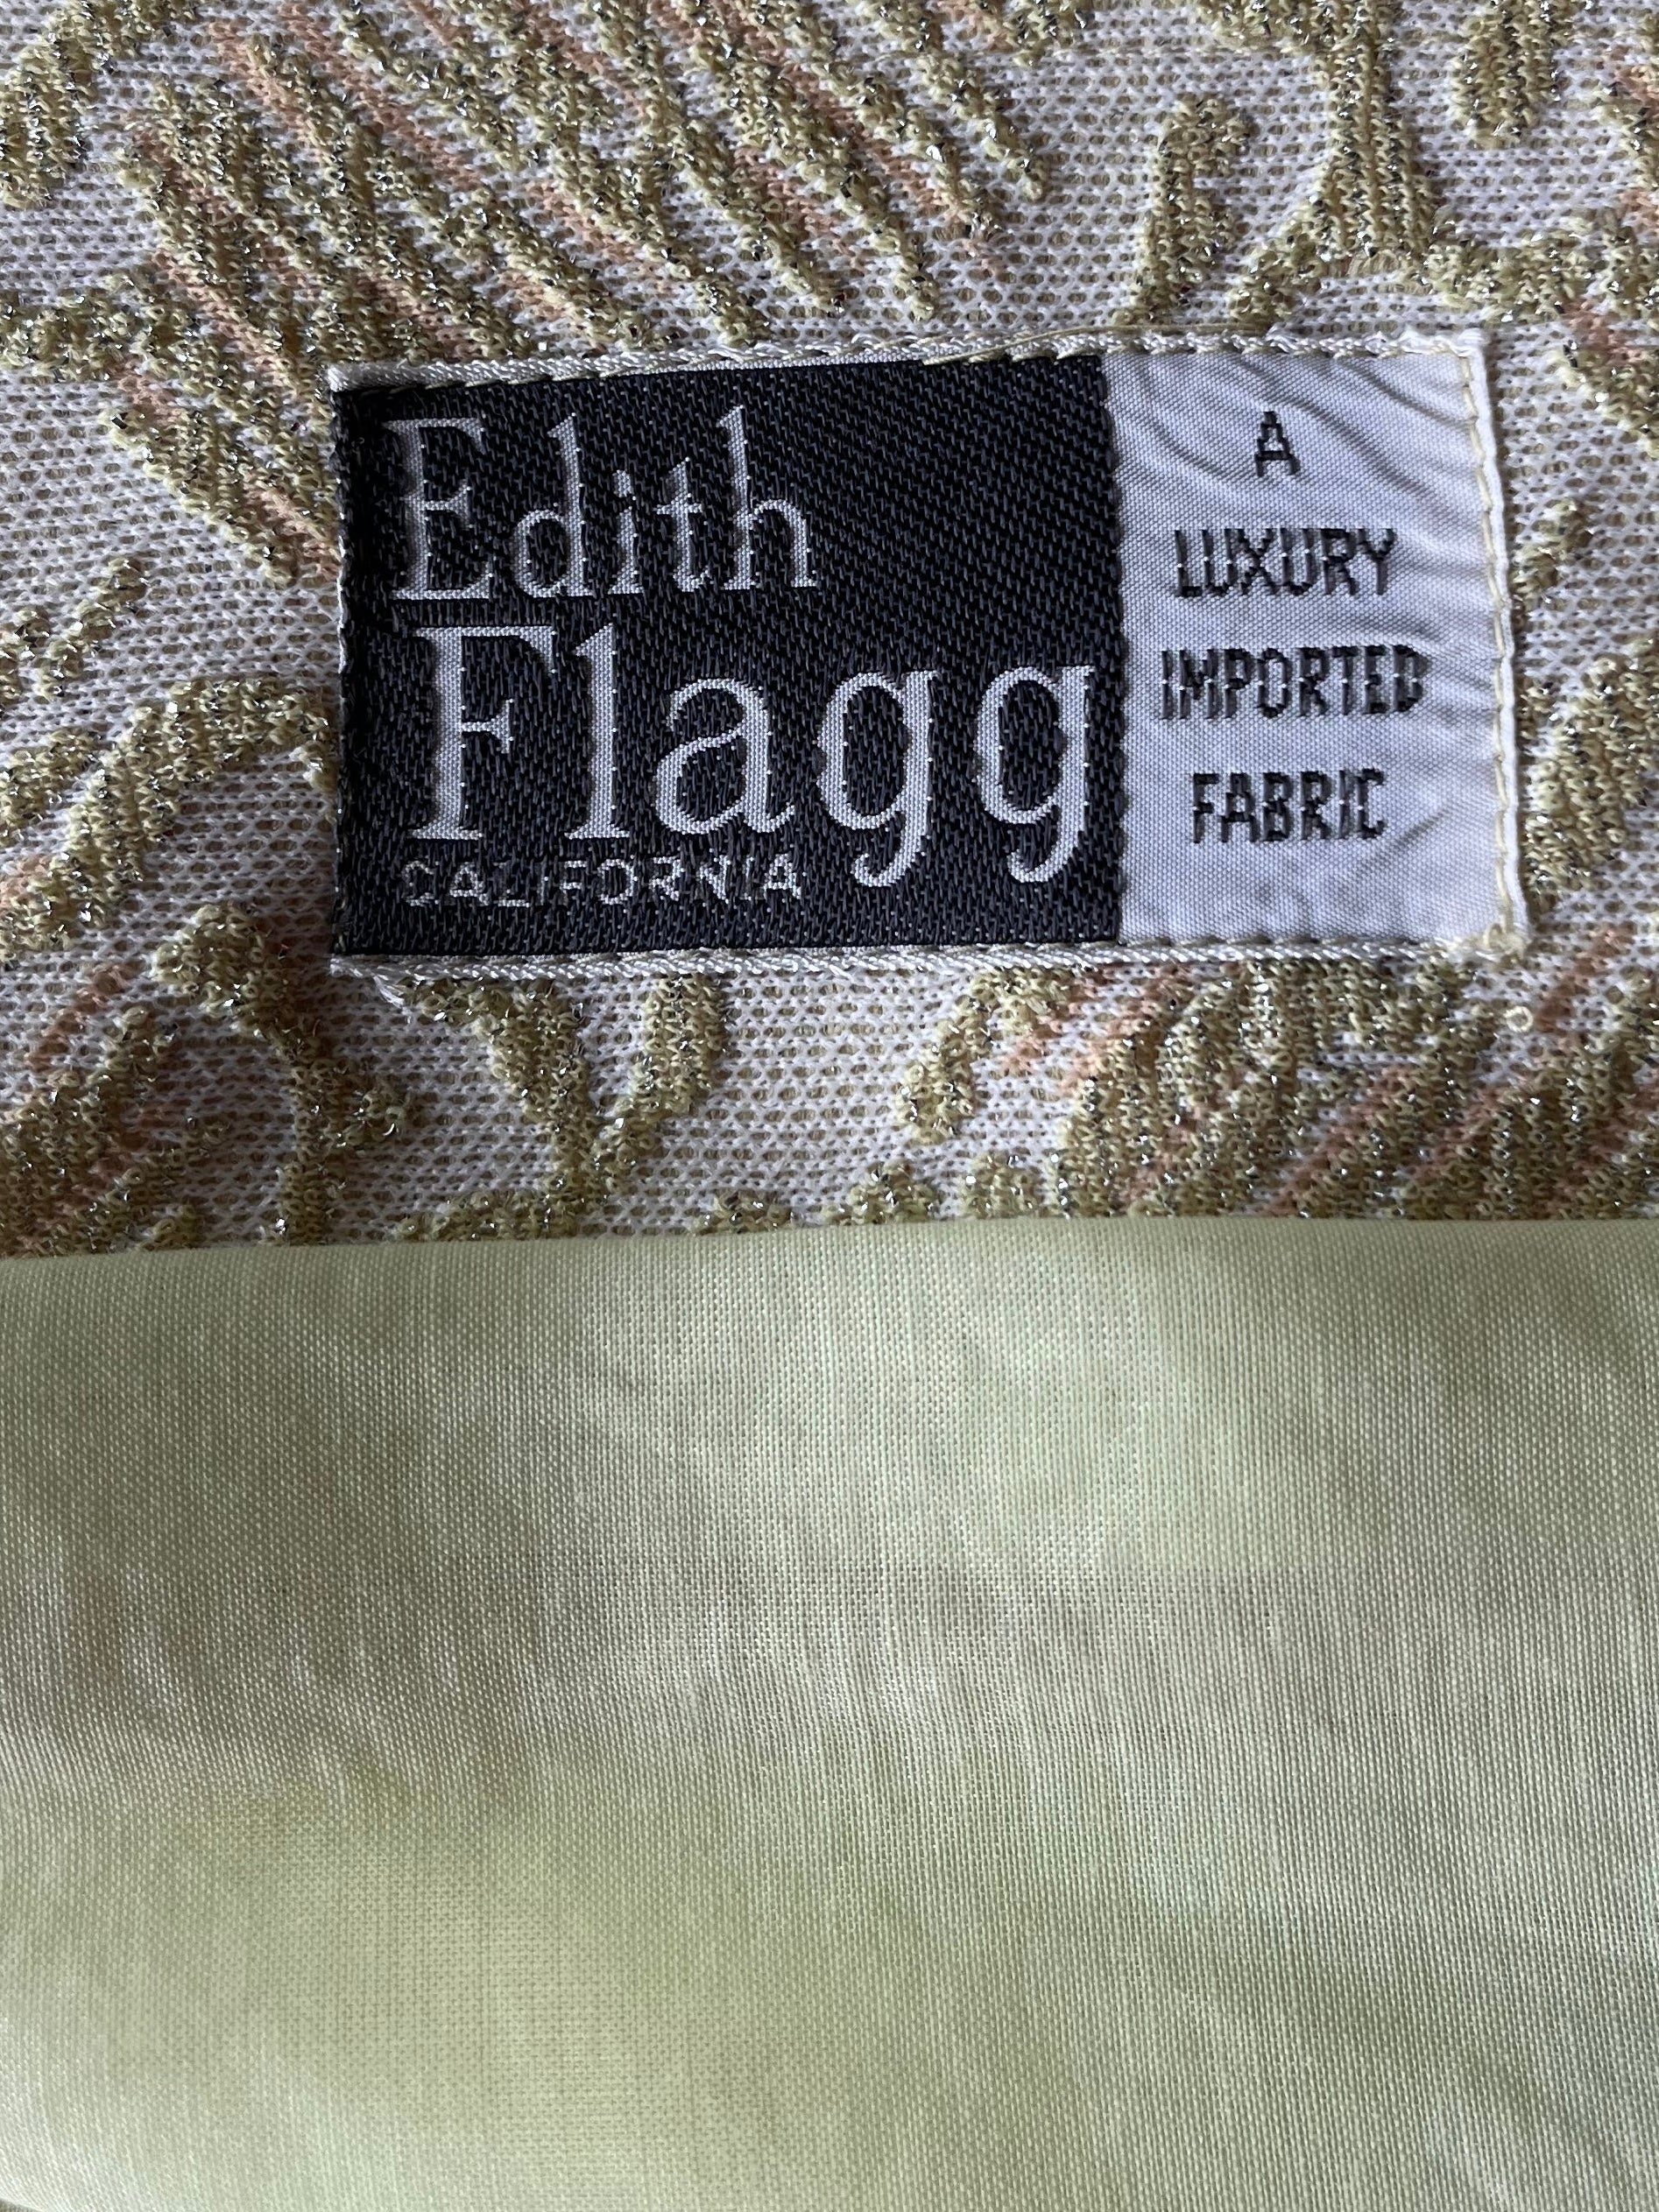 Edith
Flagg
CALIFORNIA
A
LUXURY
IMPORTED
FABRIC